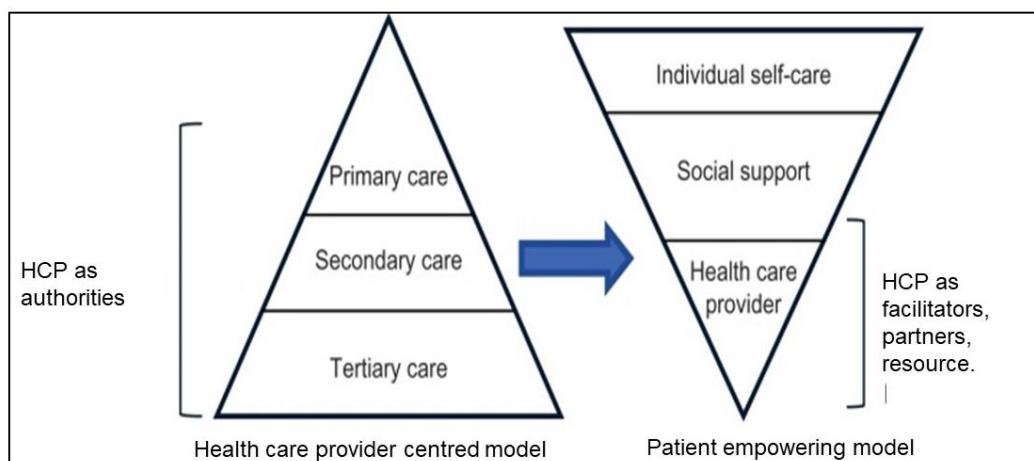 HCP as
authorities
Primary care
Secondary care
Tertiary care
Health care provider centred model
Individual self-care
Social support
Health care
provider
HCP as
facilitators,
partners,
resource.
Patient empowering model